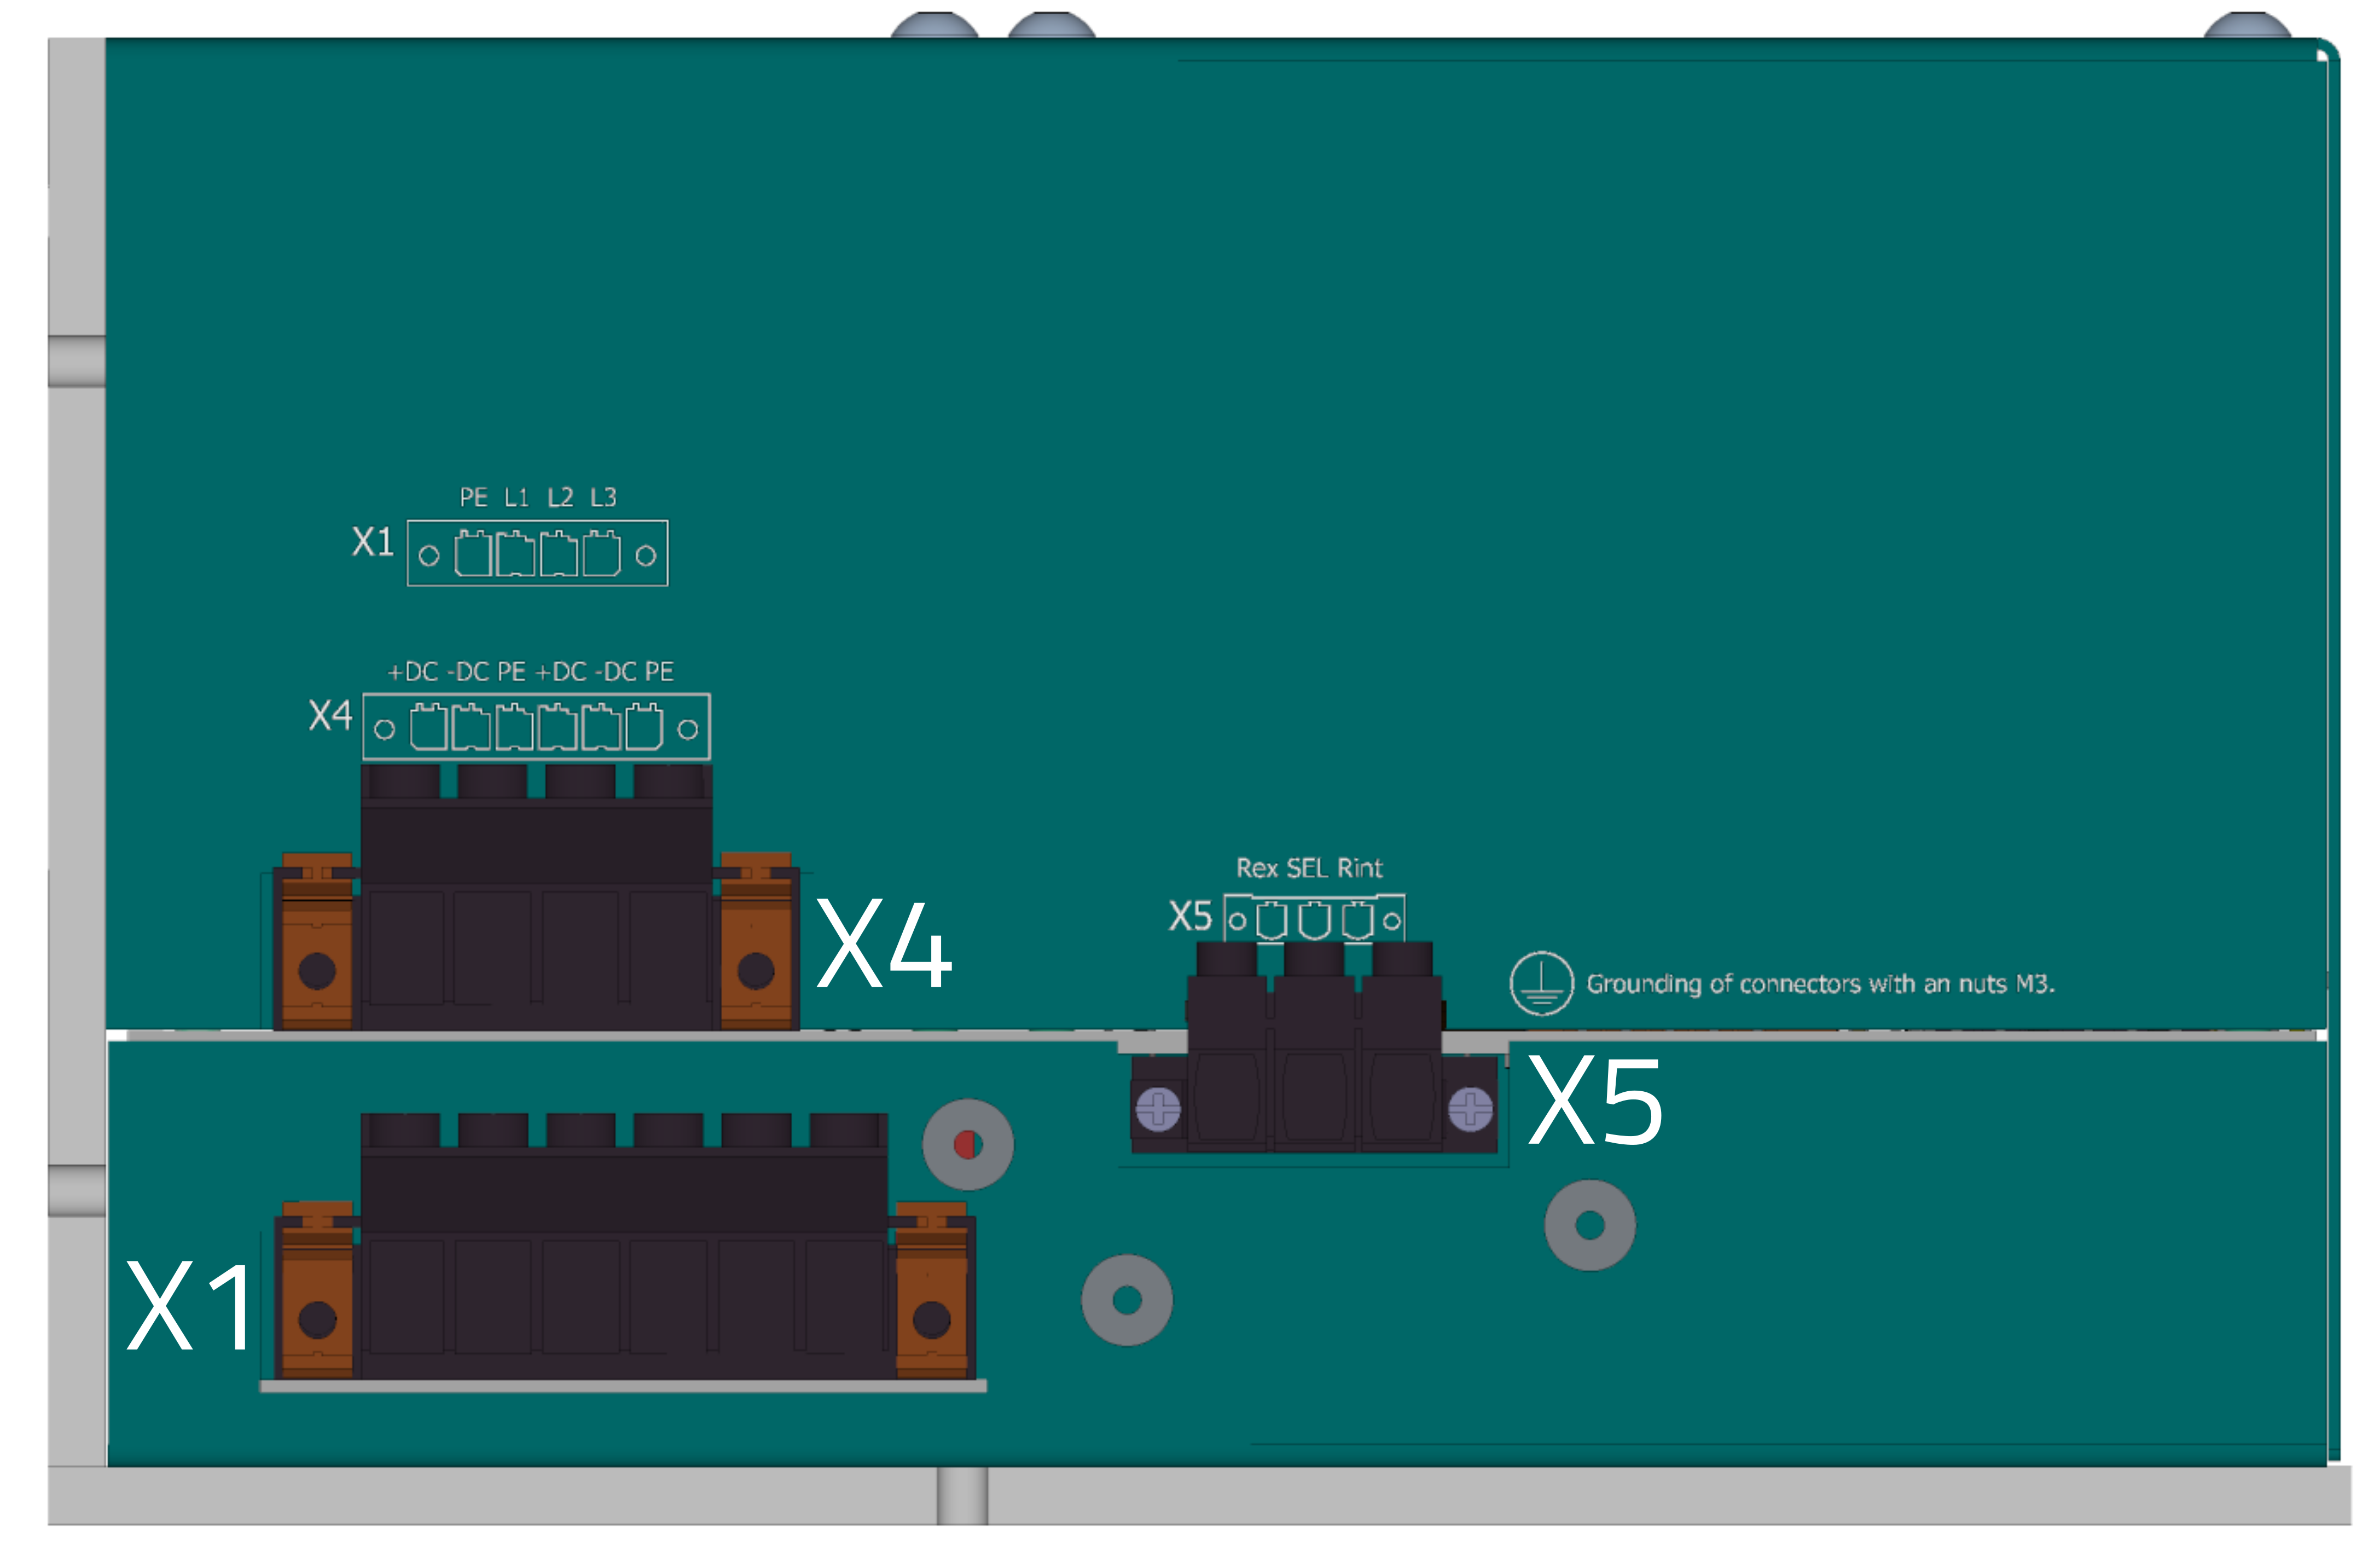 PE L1 L2 L3
X1
+DC -DC PE +DC -DC PE
X4
X4
Rex SEL Rint
X5
Grounding of connectors with an nuts M3.
X5
X1